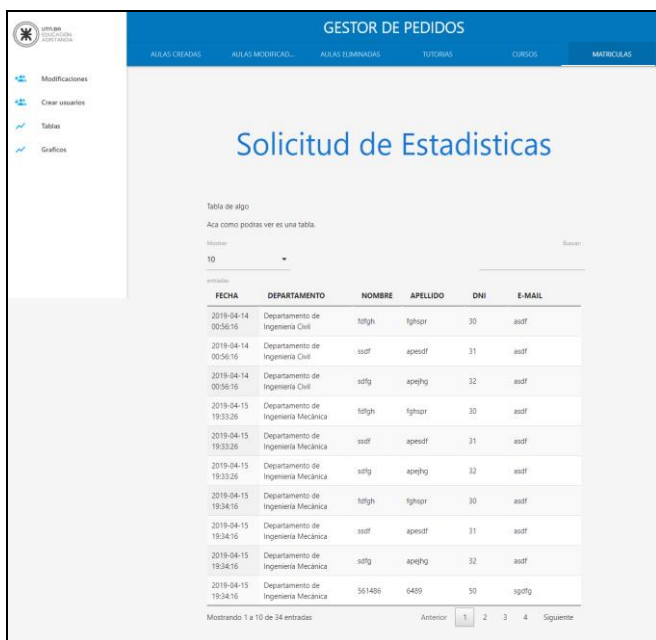 UTN.BA
EDUCACIÓN
A DISTANCIA
GESTOR DE PEDIDOS
AULAS CREADAS AULAS MODIFICAD... AULAS ELIMINADAS TUTORIAS CURSOS MATRICULAS
Modificaciones
Crear usuarios
Tablas
Graficos
Solicitud de Estadisticas
Tabla de algo
Aca como podras ver es una tabla.
Mostrar Buscar:
10
entradas
FECHA DEPARTAMENTO NOMBRE APELLIDO DNI E-MAIL
2019-04-14 00:56:16 Departamento de Ingeniería Civil fdfgh fghspr 30 asdf
2019-04-14 00:56:16 Departamento de Ingeniería Civil ssdf apesdf 31 asdf
2019-04-14 00:56:16 Departamento de Ingeniería Civil sdfg apejhg 32 asdf
2019-04-15 19:33:26 Departamento de Ingeniería Mecánica fdfgh fghspr 30 asdf
2019-04-15 19:33:26 Departamento de Ingeniería Mecánica ssdf apesdf 31 asdf
2019-04-15 19:33:26 Departamento de Ingeniería Mecánica sdfg apejhg 32 asdf
2019-04-15 19:34:16 Departamento de Ingeniería Mecánica fdfgh fghspr 30 asdf
2019-04-15 19:34:16 Departamento de Ingeniería Mecánica ssdf apesdf 31 asdf
2019-04-15 19:34:16 Departamento de Ingeniería Mecánica sdfg apejhg 32 asdf
2019-04-15 19:34:16 Departamento de Ingeniería Mecánica 561486 6489 50 sgdfg
Mostrando 1 a 10 de 34 entradas Anterior 1 2 3 4 Siguiente